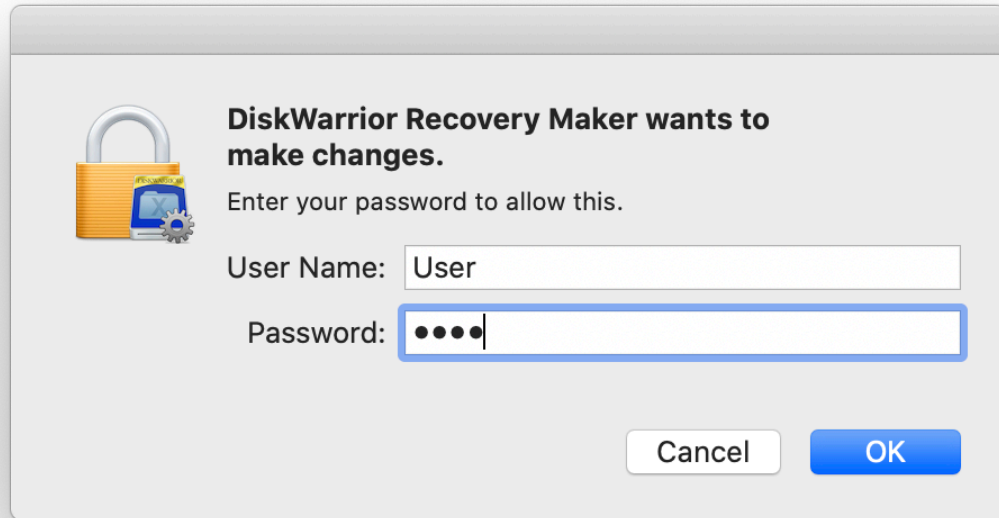 DiskWarrior Recovery Maker wants to
make changes.
Enter your password to allow this.
User Name: User
Password: ••••
Cancel OK